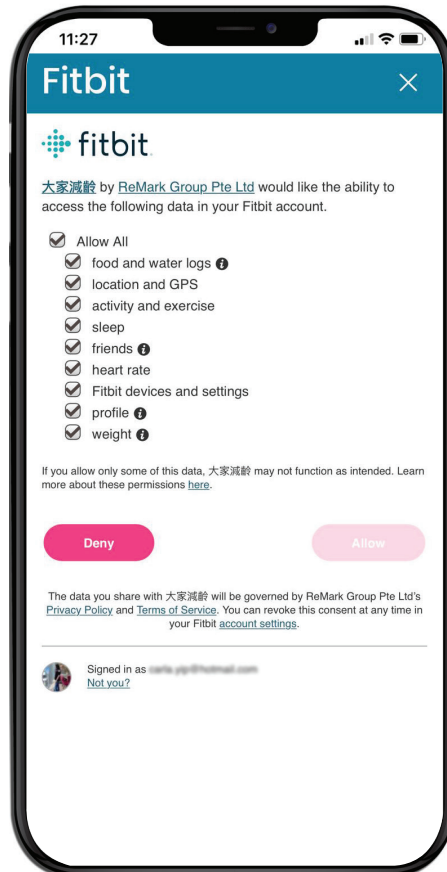 11:27
Fitbit
fitbit
大家減齡 by ReMark Group Pte Ltd would like the ability to
access the following data in your Fitbit account.
Allow All
food and water logs
location and GPS
activity and exercise
sleep
friends
heart rate
Fitbit devices and settings
profile
weight
If you allow only some of this data, 大家減齡 may not function as intended. Learn
more about these permissions here.
Deny
Allow
The data you share with 大家減齡 will be governed by ReMark Group Pte Ltd's
Privacy Policy and Terms of Service. You can revoke this consent at any time in
your Fitbit account settings.
Signed in as
Not you?